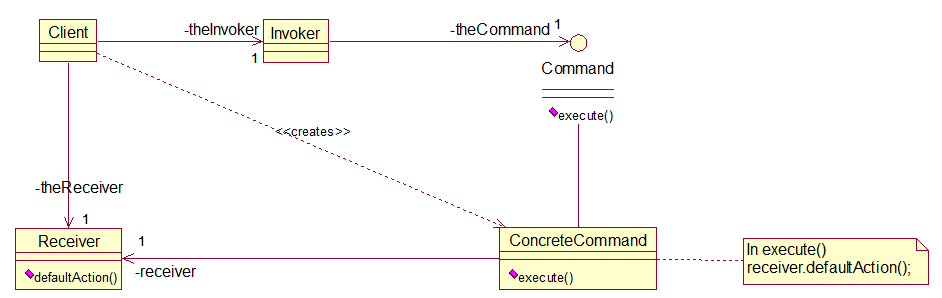 Client
-theInvoker
Invoker
1
-theCommand
1
Command
execute()
<<creates>>
-theReceiver
1
Receiver
defaultAction()
1
-receiver
ConcreteCommand
execute()
In execute()
receiver.defaultAction();